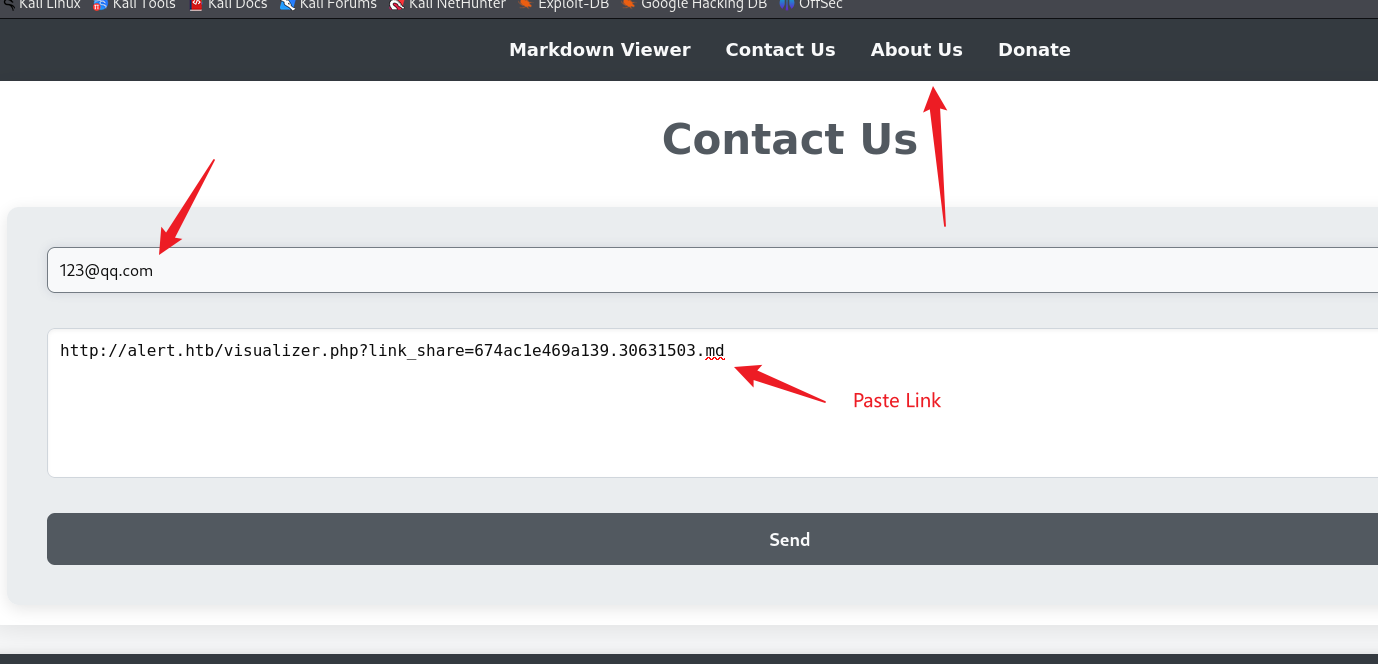 Kali Linux Kali Tools Kali Docs Kali Forums Kali NetHunter Exploit-DB Google Hacking DB OffSec
Markdown Viewer Contact Us About Us Donate
Contact Us
123@qq.com
http://alert.htb/visualizer.php?link_share=674ac1e469a139.30631503.md
Paste Link
Send